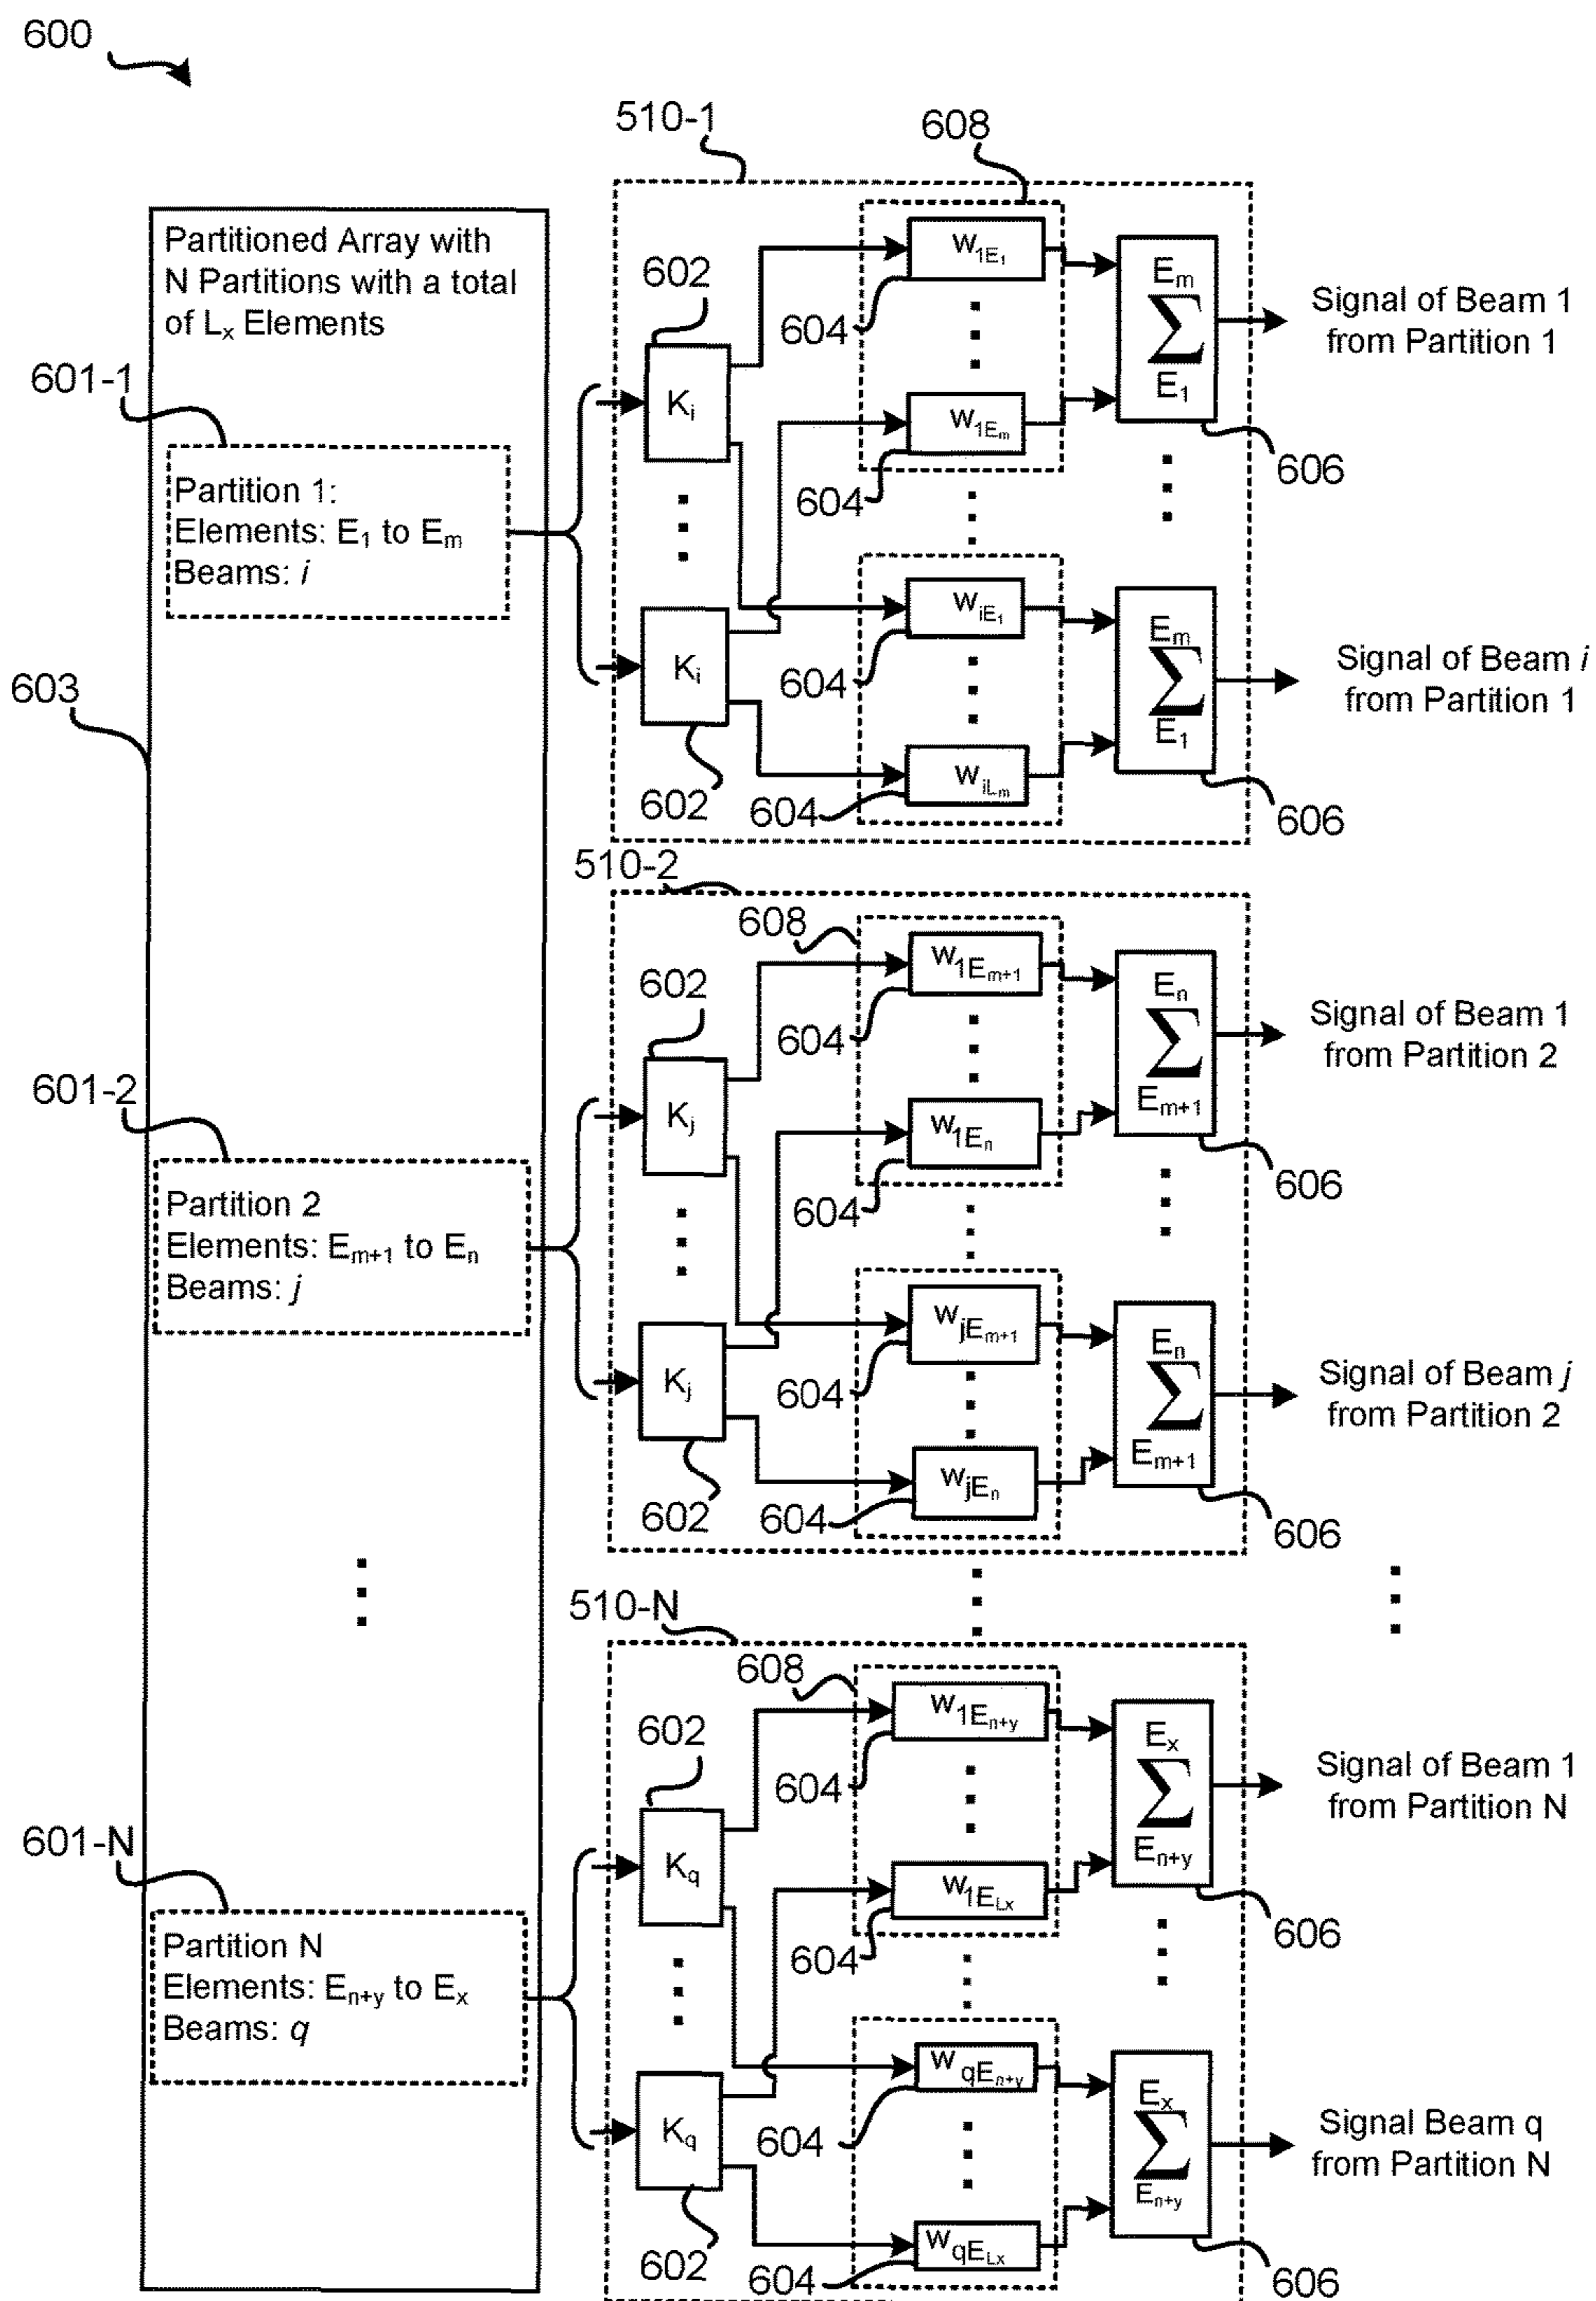 600
510-1
608
Partitioned Array with
N Partitions with a total
of Lx Elements
601-1
Partition 1:
Elements: E1 to Em
Beams: i
603
602
Ki
Ki
602
w1E1
604
w1Em
604
wiE1
604
wiLm
604
Em
∑
E1
606
Em
∑
E1
606
Signal of Beam 1
from Partition 1
Signal of Beam i
from Partition 1
510-2
608
601-2
Partition 2
Elements: Em+1 to En
Beams: j
602
Kj
Kj
602
w1Em+1
604
w1En
604
wjEm+1
604
wjEn
604
En
∑
Em+1
606
En
∑
Em+1
606
Signal of Beam 1
from Partition 2
Signal of Beam j
from Partition 2
510-N
608
601-N
Partition N
Elements: En+y to Ex
Beams: q
602
Kq
Kq
602
w1En+y
604
w1ELx
604
wqEn+y
604
wqELx
604
Ex
∑
En+y
606
Ex
∑
En+y
606
Signal of Beam 1
from Partition N
Signal Beam q
from Partition N